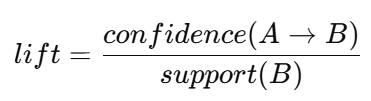 lift = confidence(A → B) / support(B)